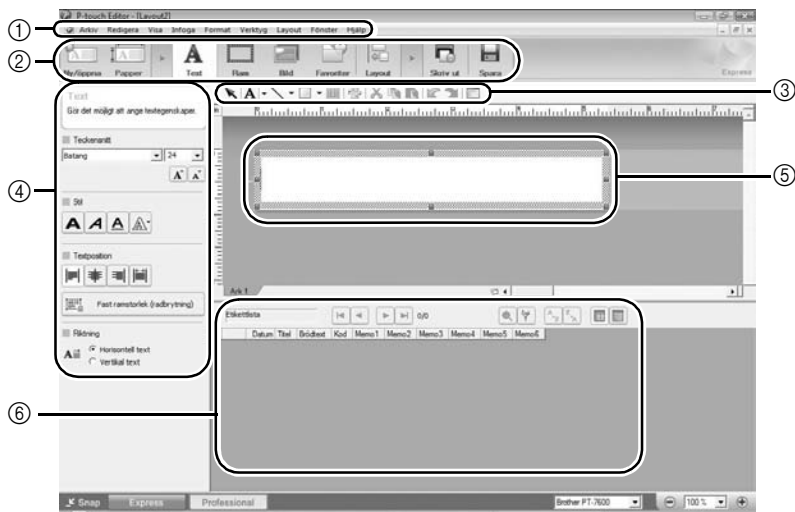 P-touch Editor - [Layout2]
① Arkiv Redigera Visa Infoga Format Verktyg Layout Fönster Hjälp
② Ny/öppna Papper Text Ram Bild Favoriter Layout Skriv ut Spara Express
③
④
Text
Gör det möjligt att ange textegenskaper.
Teckensnitt
Batang 24
Stil
Textposition
Fast ramstorlek (radbrytning)
Riktning
Horisontell text
Vertikal text
⑤
Ark 1
⑥
Etikettlista 0/0
Datum Titel Brödtext Kod Memo1 Memo2 Memo3 Memo4 Memo5 Memo6
Snap Express Professional Brother PT-7600 100 %